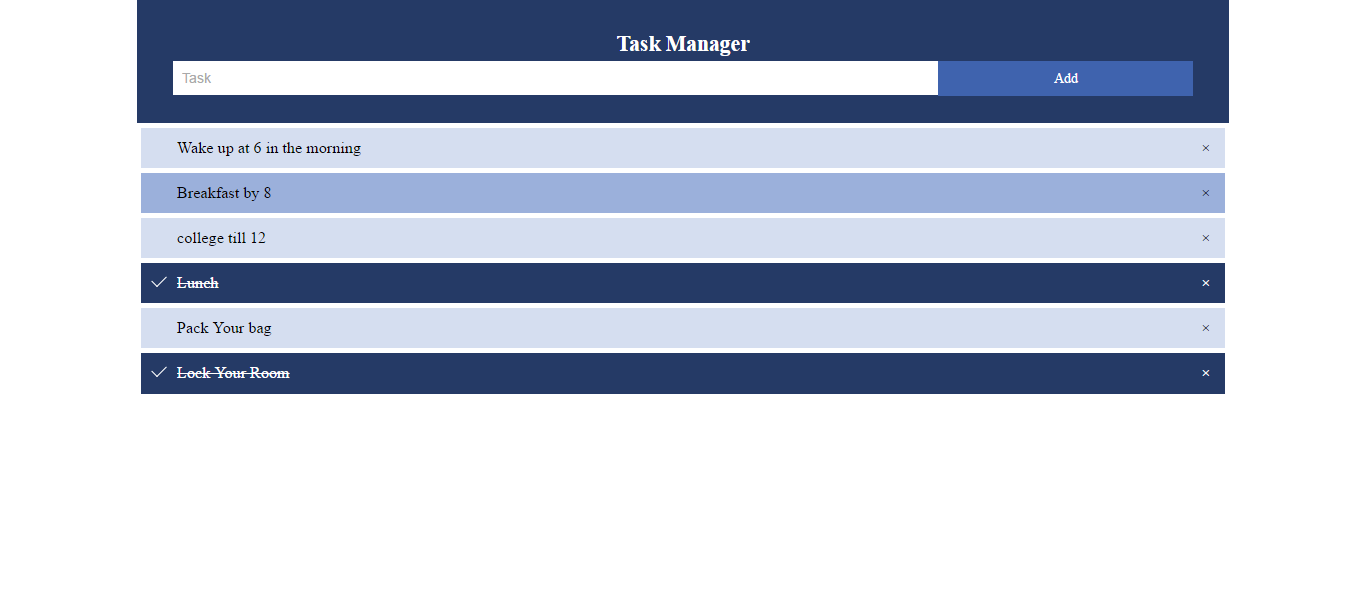 Task Manager
Task Add
Wake up at 6 in the morning ×
Breakfast by 8 ×
college till 12 ×
Lunch ×
Pack Your bag ×
Lock Your Room ×